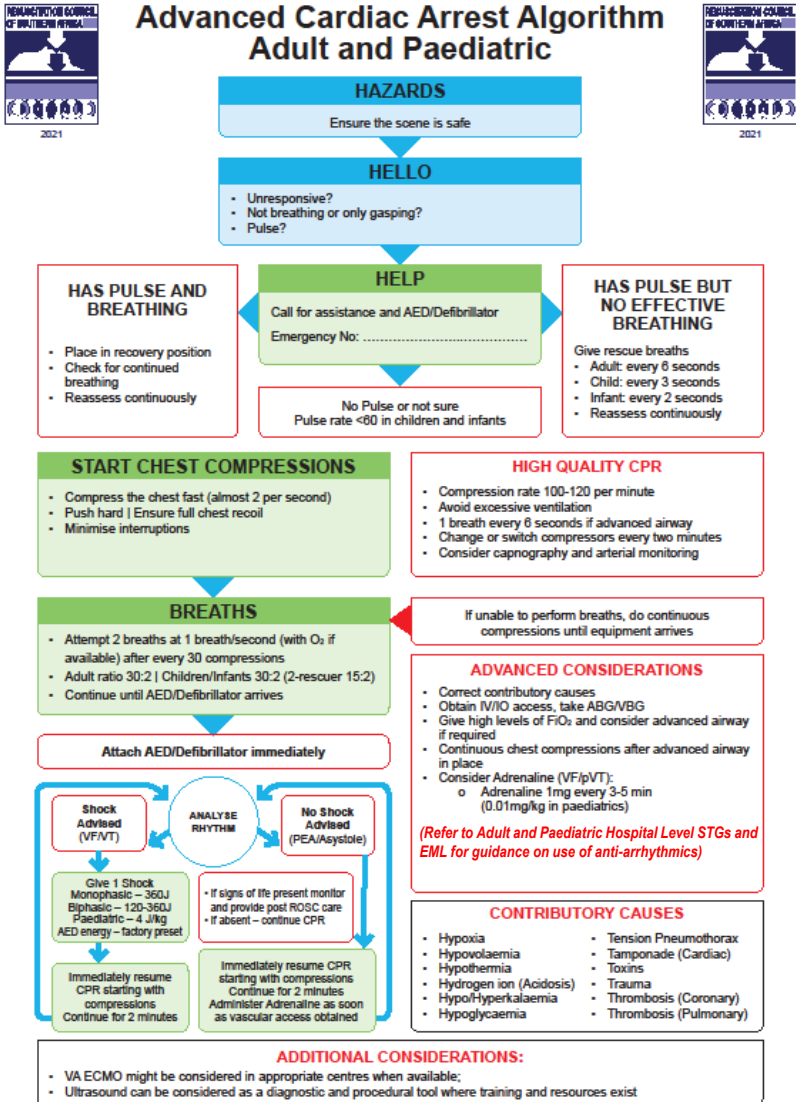 RESUSCITATION COUNCIL
OF SOUTHERN AFRICA
2021
Advanced Cardiac Arrest Algorithm
Adult and Paediatric
RESUSCITATION COUNCIL
OF SOUTHERN AFRICA
2021
HAZARDS
Ensure the scene is safe
HELLO
• Unresponsive?
• Not breathing or only gasping?
• Pulse?
HAS PULSE AND
BREATHING
• Place in recovery position
• Check for continued
breathing
• Reassess continuously
HELP
Call for assistance and AED/Defibrillator
Emergency No: ........................................
HAS PULSE BUT
NO EFFECTIVE
BREATHING
Give rescue breaths
• Adult: every 6 seconds
• Child: every 3 seconds
• Infant: every 2 seconds
• Reassess continuously
No Pulse or not sure
Pulse rate <60 in children and infants
START CHEST COMPRESSIONS
• Compress the chest fast (almost 2 per second)
• Push hard | Ensure full chest recoil
• Minimise interruptions
HIGH QUALITY CPR
• Compression rate 100-120 per minute
• Avoid excessive ventilation
• 1 breath every 6 seconds if advanced airway
• Change or switch compressors every two minutes
• Consider capnography and arterial monitoring
BREATHS
• Attempt 2 breaths at 1 breath/second (with O₂ if
available) after every 30 compressions
• Adult ratio 30:2 | Children/Infants 30:2 (2-rescuer 15:2)
• Continue until AED/Defibrillator arrives
If unable to perform breaths, do continuous
compressions until equipment arrives
Attach AED/Defibrillator immediately
ADVANCED CONSIDERATIONS
• Correct contributory causes
• Obtain IV/IO access, take ABG/VBG
• Give high levels of FiO₂ and consider advanced airway
if required
• Continuous chest compressions after advanced airway
in place
• Consider Adrenaline (VF/pVT):
o Adrenaline 1mg every 3-5 min
(0.01mg/kg in paediatrics)
(Refer to Adult and Paediatric Hospital Level STGs and
EML for guidance on use of anti-arrhythmics)
Shock
Advised
(VF/VT)
ANALYSE
RHYTHM
No Shock
Advised
(PEA/Asystole)
Give 1 Shock
Monophasic – 360J
Biphasic – 120-360J
Paediatric – 4 J/kg
AED energy – factory preset
• If signs of life present monitor
and provide post ROSC care
• If absent – continue CPR
Immediately resume
CPR starting with
compressions
Continue for 2 minutes
Immediately resume CPR
starting with compressions
Continue for 2 minutes
Administer Adrenaline as soon
as vascular access obtained
CONTRIBUTORY CAUSES
• Hypoxia
• Hypovolaemia
• Hypothermia
• Hydrogen ion (Acidosis)
• Hypo/Hyperkalaemia
• Hypoglycaemia
• Tension Pneumothorax
• Tamponade (Cardiac)
• Toxins
• Trauma
• Thrombosis (Coronary)
• Thrombosis (Pulmonary)
ADDITIONAL CONSIDERATIONS:
• VA ECMO might be considered in appropriate centres when available;
• Ultrasound can be considered as a diagnostic and procedural tool where training and resources exist